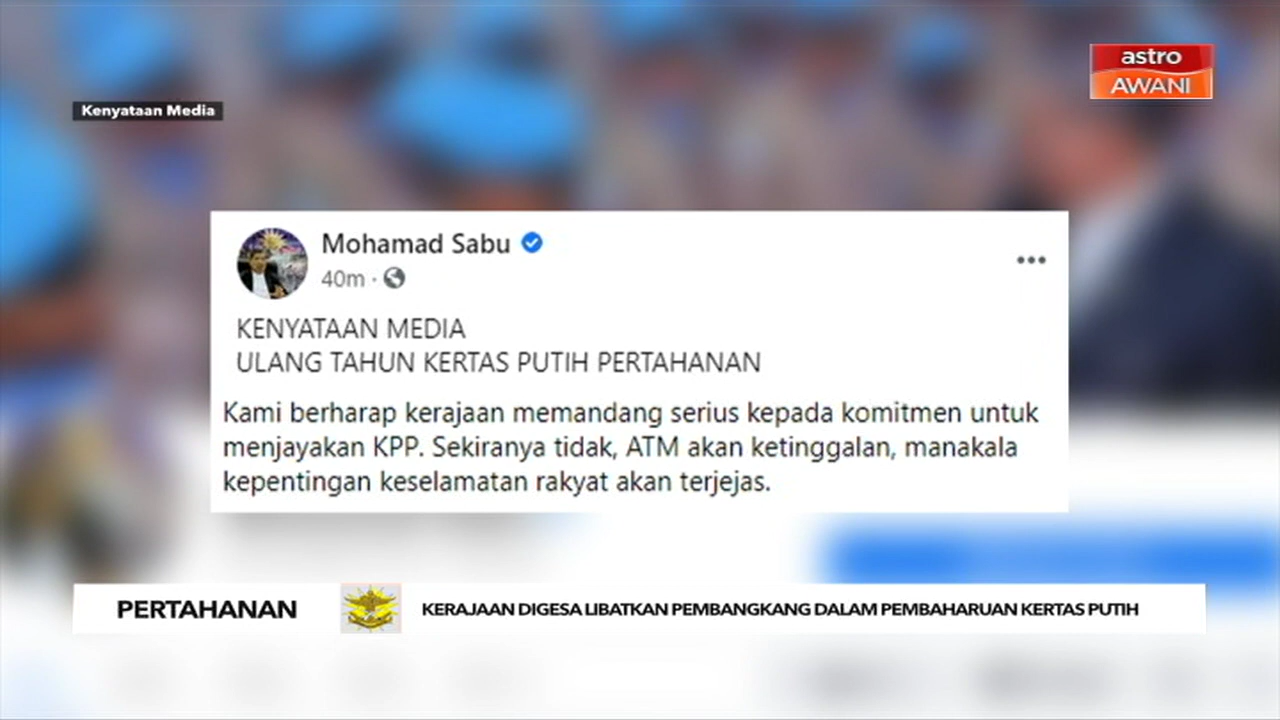 astro
AWANI
Kenyataan Media
Mohamad Sabu
40m ·
KENYATAAN MEDIA
ULANG TAHUN KERTAS PUTIH PERTAHANAN
Kami berharap kerajaan memandang serius kepada komitmen untuk
menjayakan KPP. Sekiranya tidak, ATM akan ketinggalan, manakala
kepentingan keselamatan rakyat akan terjejas.
PERTAHANAN
KERAJAAN DIGESA LIBATKAN PEMBANGKANG DALAM PEMBAHARUAN KERTAS PUTIH